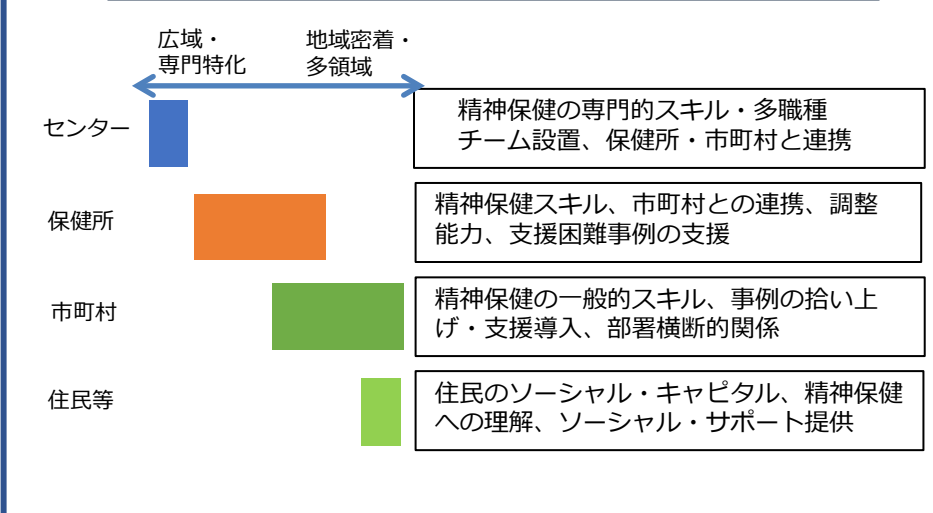 広域・
専門特化
地域密着・
多領域
センター
精神保健の専門的スキル・多職種
チーム設置、保健所・市町村と連携
保健所
精神保健スキル、市町村との連携、調整
能力、支援困難事例の支援
市町村
精神保健の一般的スキル、事例の拾い上
げ・支援導入、部署横断的関係
住民等
住民のソーシャル・キャピタル、精神保健
への理解、ソーシャル・サポート提供